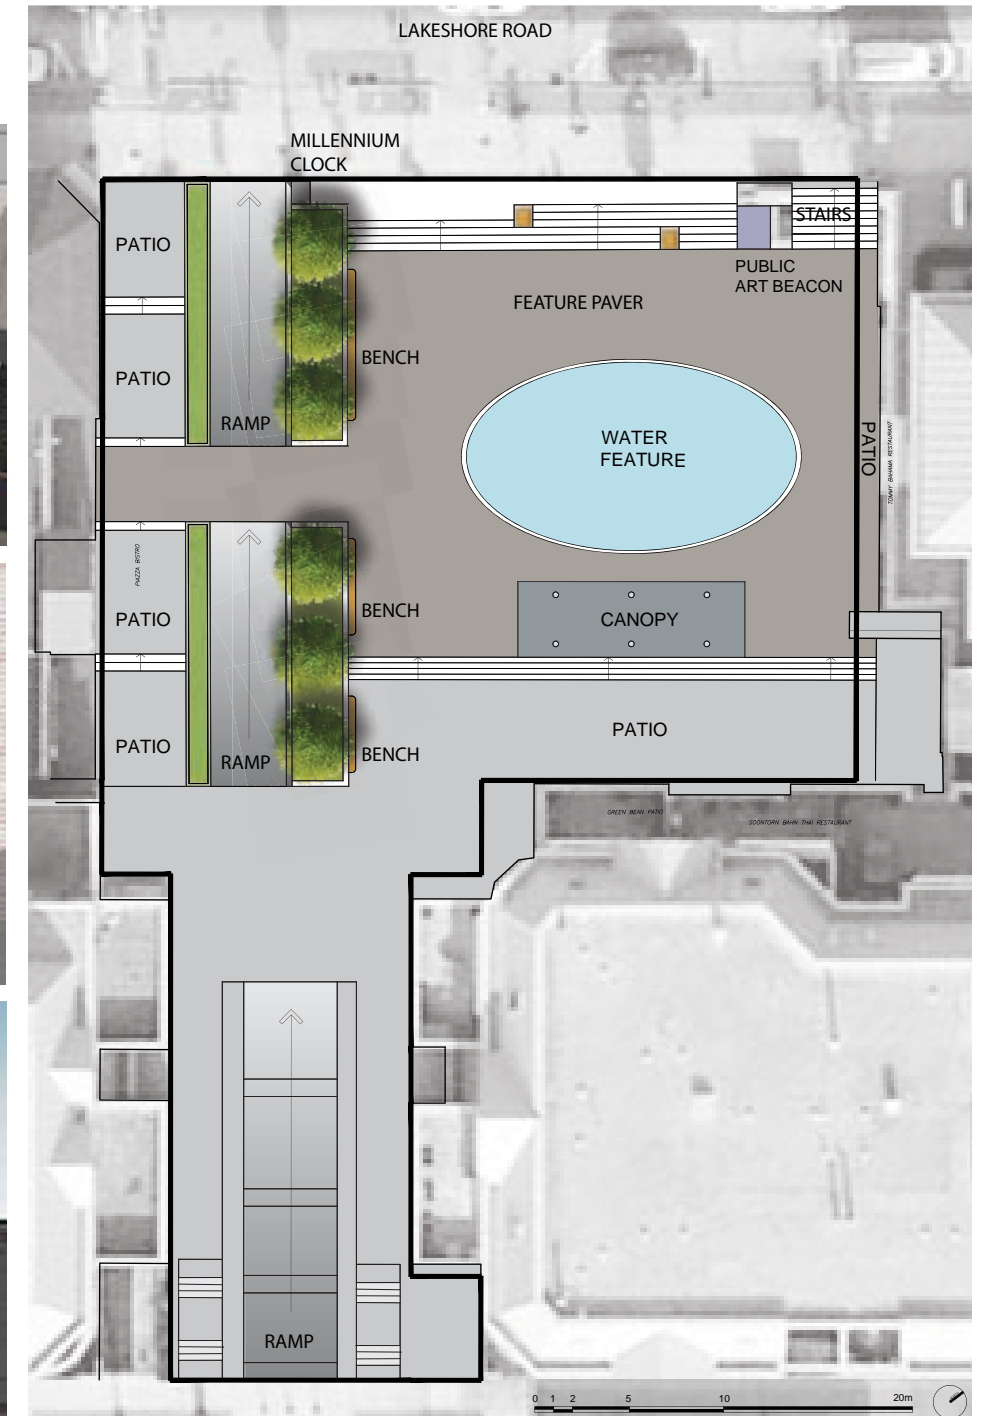 LAKESHORE ROAD
MILLENNIUM
CLOCK
PATIO
STAIRS
PUBLIC
ART BEACON
FEATURE PAVER
PATIO
BENCH
RAMP
WATER
FEATURE
PATIO
TOMMY BAHAMA RESTAURANT
PIAZZA BISTRO
PATIO
BENCH
CANOPY
PATIO
RAMP
BENCH
PATIO
GREEN BEAN PATIO
SOONTORN BAHN THAI RESTAURANT
RAMP
0 1 2 5 10 20m